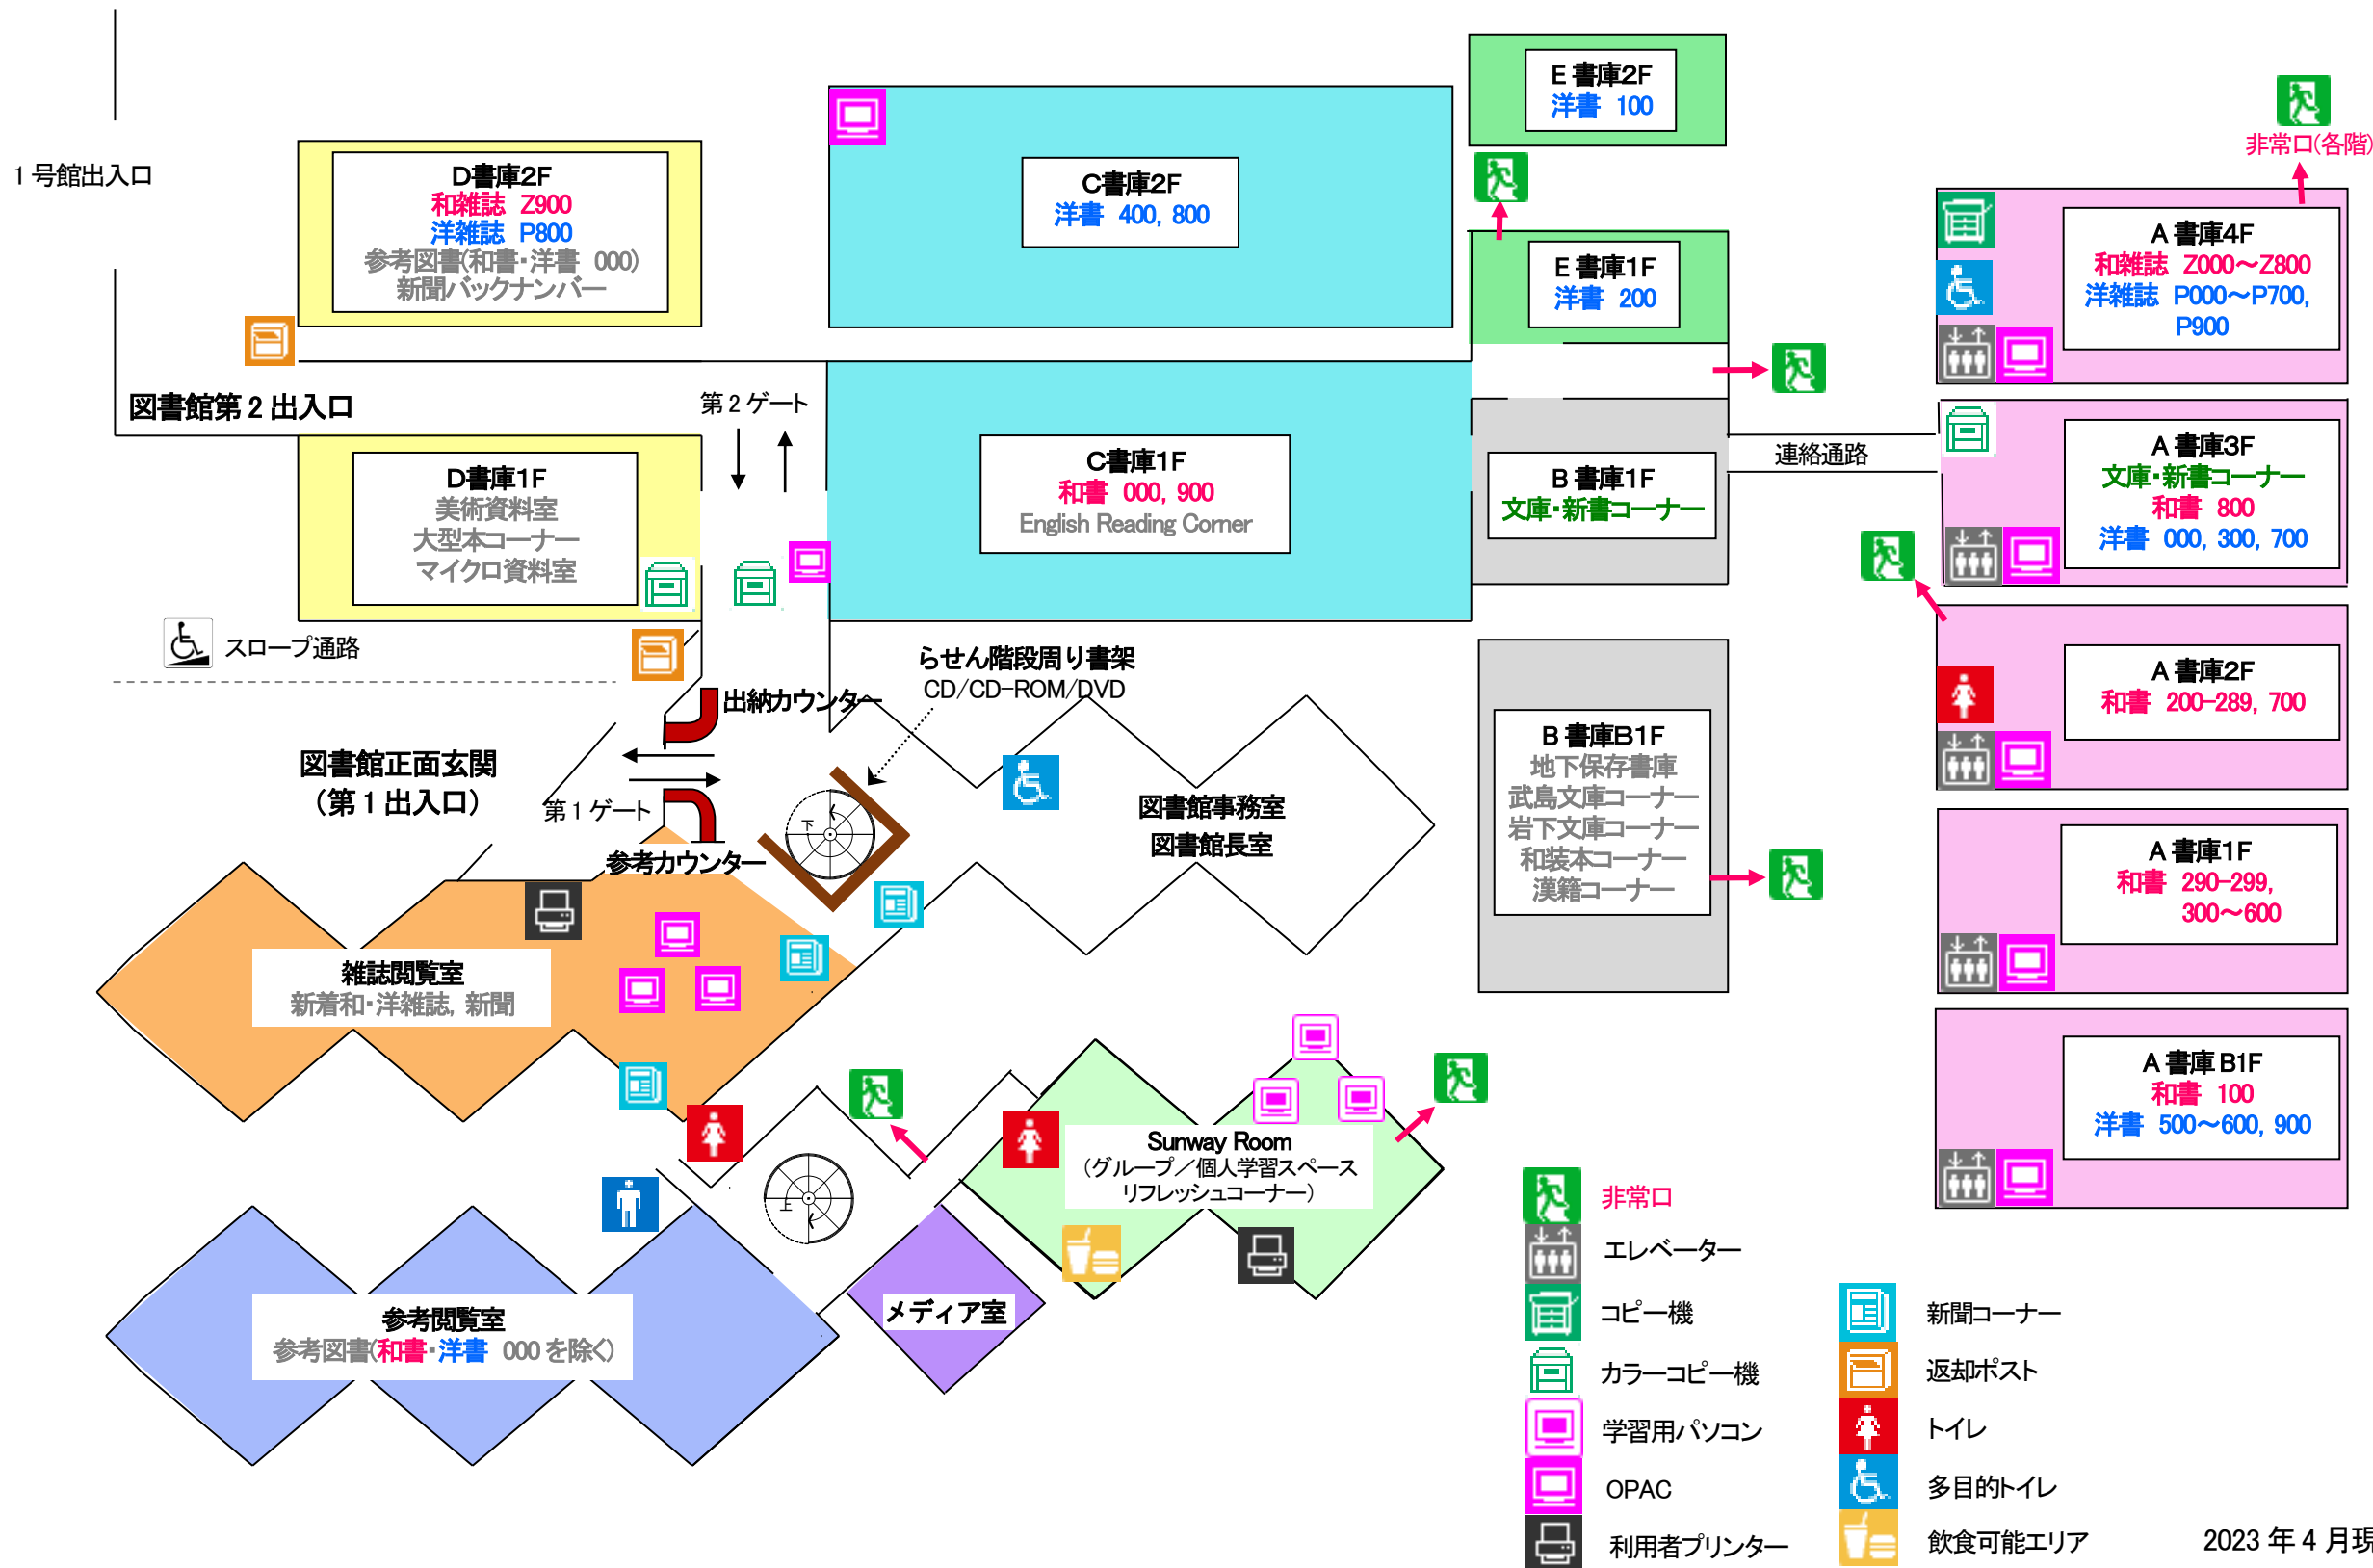 1 号館出入口
D書庫2F
和雑誌 Z900
洋雑誌 P800
参考図書(和書・洋書 000)
新聞バックナンバー
C書庫2F
洋書 400, 800
E 書庫2F
洋書 100
E 書庫1F
洋書 200
非常口(各階)
A 書庫4F
和雑誌 Z000～Z800
洋雑誌 P000～P700,
P900
図書館第 2 出入口
第 2 ゲート
D書庫1F
美術資料室
大型本コーナー
マイクロ資料室
C書庫1F
和書 000, 900
English Reading Corner
B 書庫1F
文庫・新書コーナー
連絡通路
A 書庫3F
文庫・新書コーナー
和書 800
洋書 000, 300, 700
スロープ通路
らせん階段周り書架
CD/CD-ROM/DVD
出納カウンター
A 書庫2F
和書 200-289, 700
図書館正面玄関
（第 1 出入口）
第 1 ゲート
下
参考カウンター
図書館事務室
図書館長室
B 書庫B1F
地下保存書庫
武島文庫コーナー
岩下文庫コーナー
和装本コーナー
漢籍コーナー
A 書庫1F
和書 290-299,
300～600
雑誌閲覧室
新着和・洋雑誌, 新聞
A 書庫 B1F
和書 100
洋書 500～600, 900
Sunway Room
（グループ／個人学習スペース
リフレッシュコーナー）
上
メディア室
参考閲覧室
参考図書(和書・洋書 000 を除く)
非常口
エレベーター
コピー機
カラーコピー機
学習用パソコン
OPAC
利用者プリンター
新聞コーナー
返却ポスト
トイレ
多目的トイレ
飲食可能エリア
2023 年 4 月現